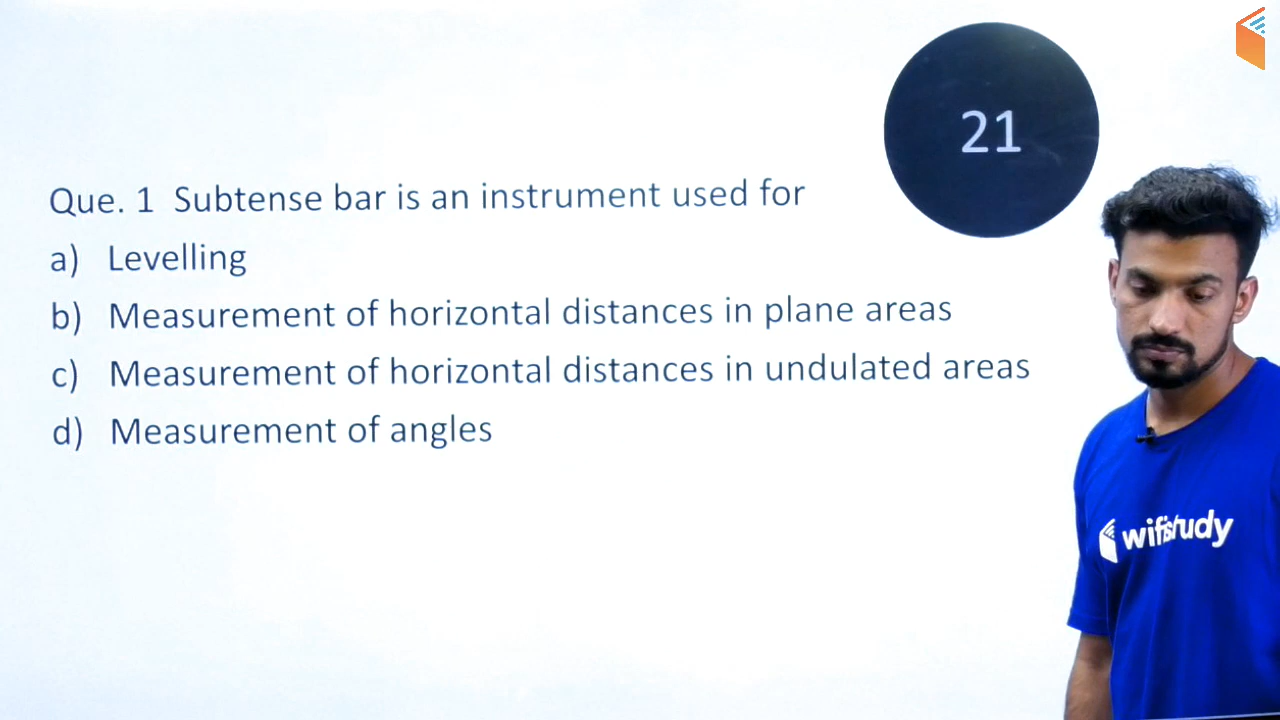 21
Que. 1 Subtense bar is an instrument used for
a) Levelling
b) Measurement of horizontal distances in plane areas
c) Measurement of horizontal distances in undulated areas
d) Measurement of angles
wifistudy